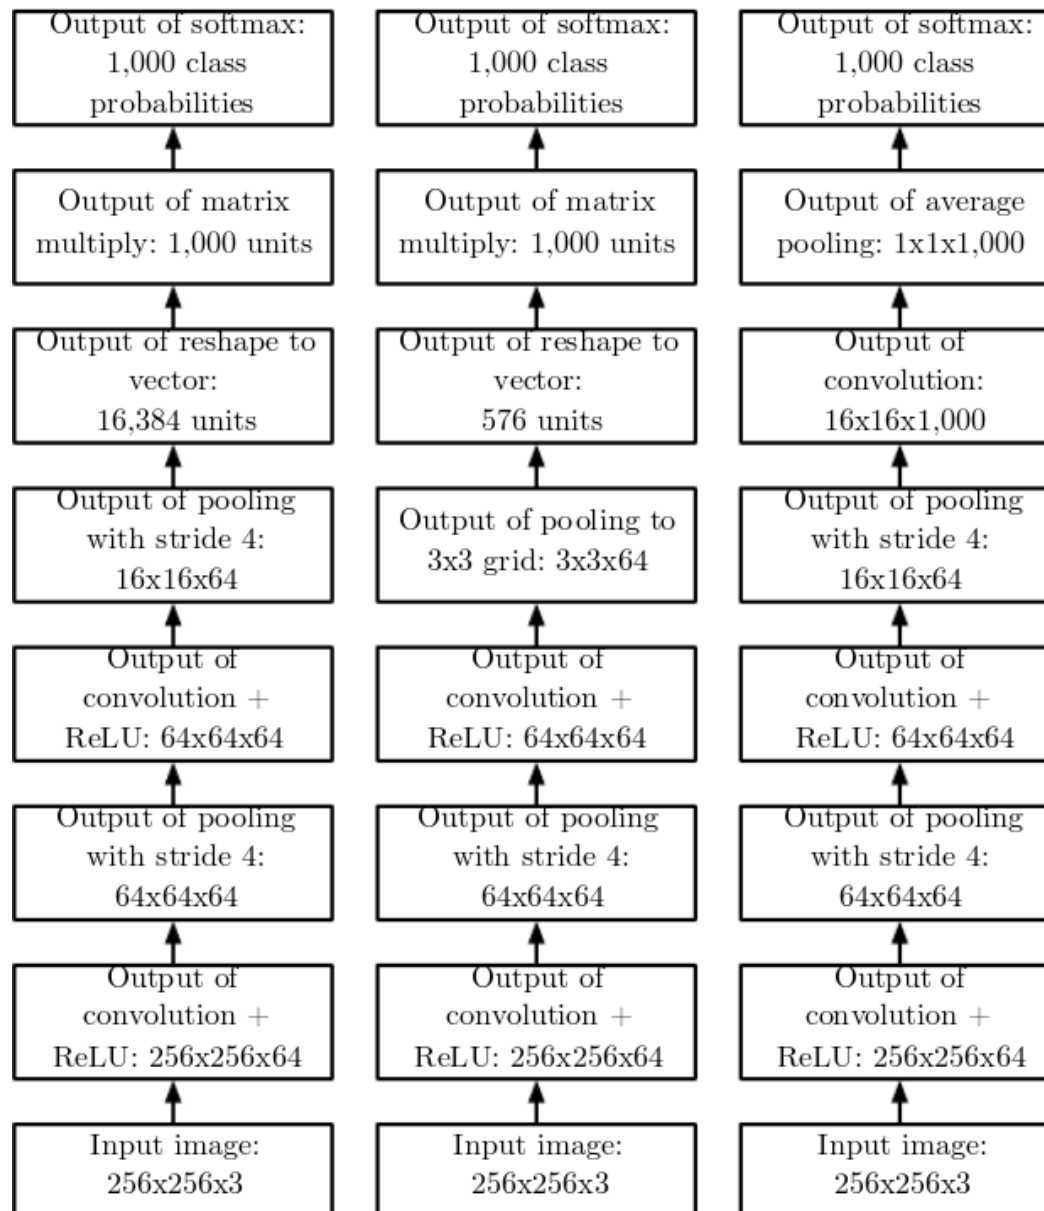 Output of softmax:
1,000 class
probabilities
Output of matrix
multiply: 1,000 units
Output of reshape to
vector:
16,384 units
Output of pooling
with stride 4:
16x16x64
Output of
convolution +
ReLU: 64x64x64
Output of pooling
with stride 4:
64x64x64
Output of
convolution +
ReLU: 256x256x64
Input image:
256x256x3
Output of softmax:
1,000 class
probabilities
Output of matrix
multiply: 1,000 units
Output of reshape to
vector:
576 units
Output of pooling to
3x3 grid: 3x3x64
Output of
convolution +
ReLU: 64x64x64
Output of pooling
with stride 4:
64x64x64
Output of
convolution +
ReLU: 256x256x64
Input image:
256x256x3
Output of softmax:
1,000 class
probabilities
Output of average
pooling: 1x1x1,000
Output of
convolution:
16x16x1,000
Output of pooling
with stride 4:
16x16x64
Output of
convolution +
ReLU: 64x64x64
Output of pooling
with stride 4:
64x64x64
Output of
convolution +
ReLU: 256x256x64
Input image:
256x256x3